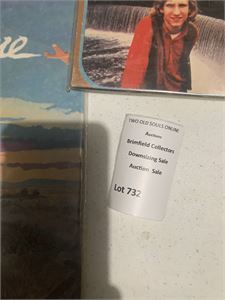 TWO OLD SOULS ONLINE
Auctions
Brimfield Collectors
Downsizing Sale
Auction Sale
Lot 732